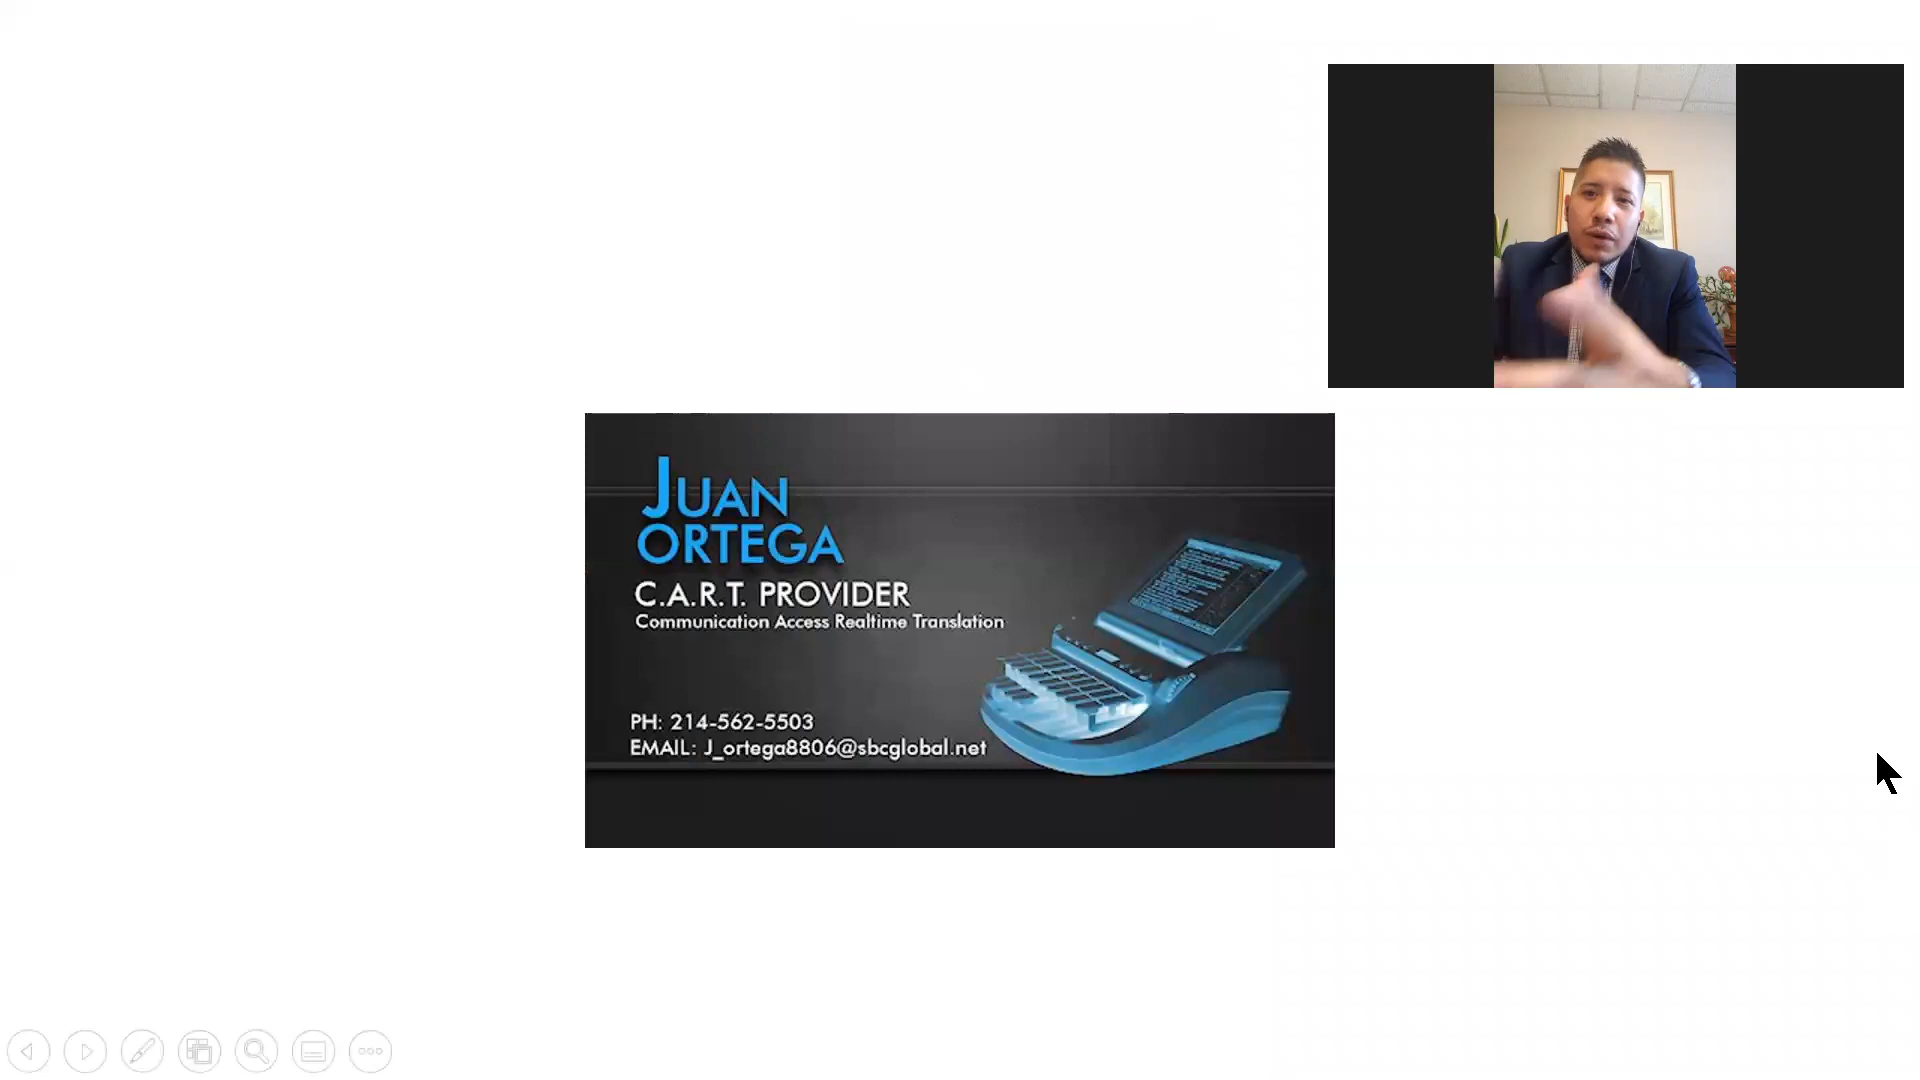 JUAN
ORTEGA
C.A.R.T. PROVIDER
Communication Access Realtime Translation
PH: 214-562-5503
EMAIL: J_ortega8806@sbcglobal.net